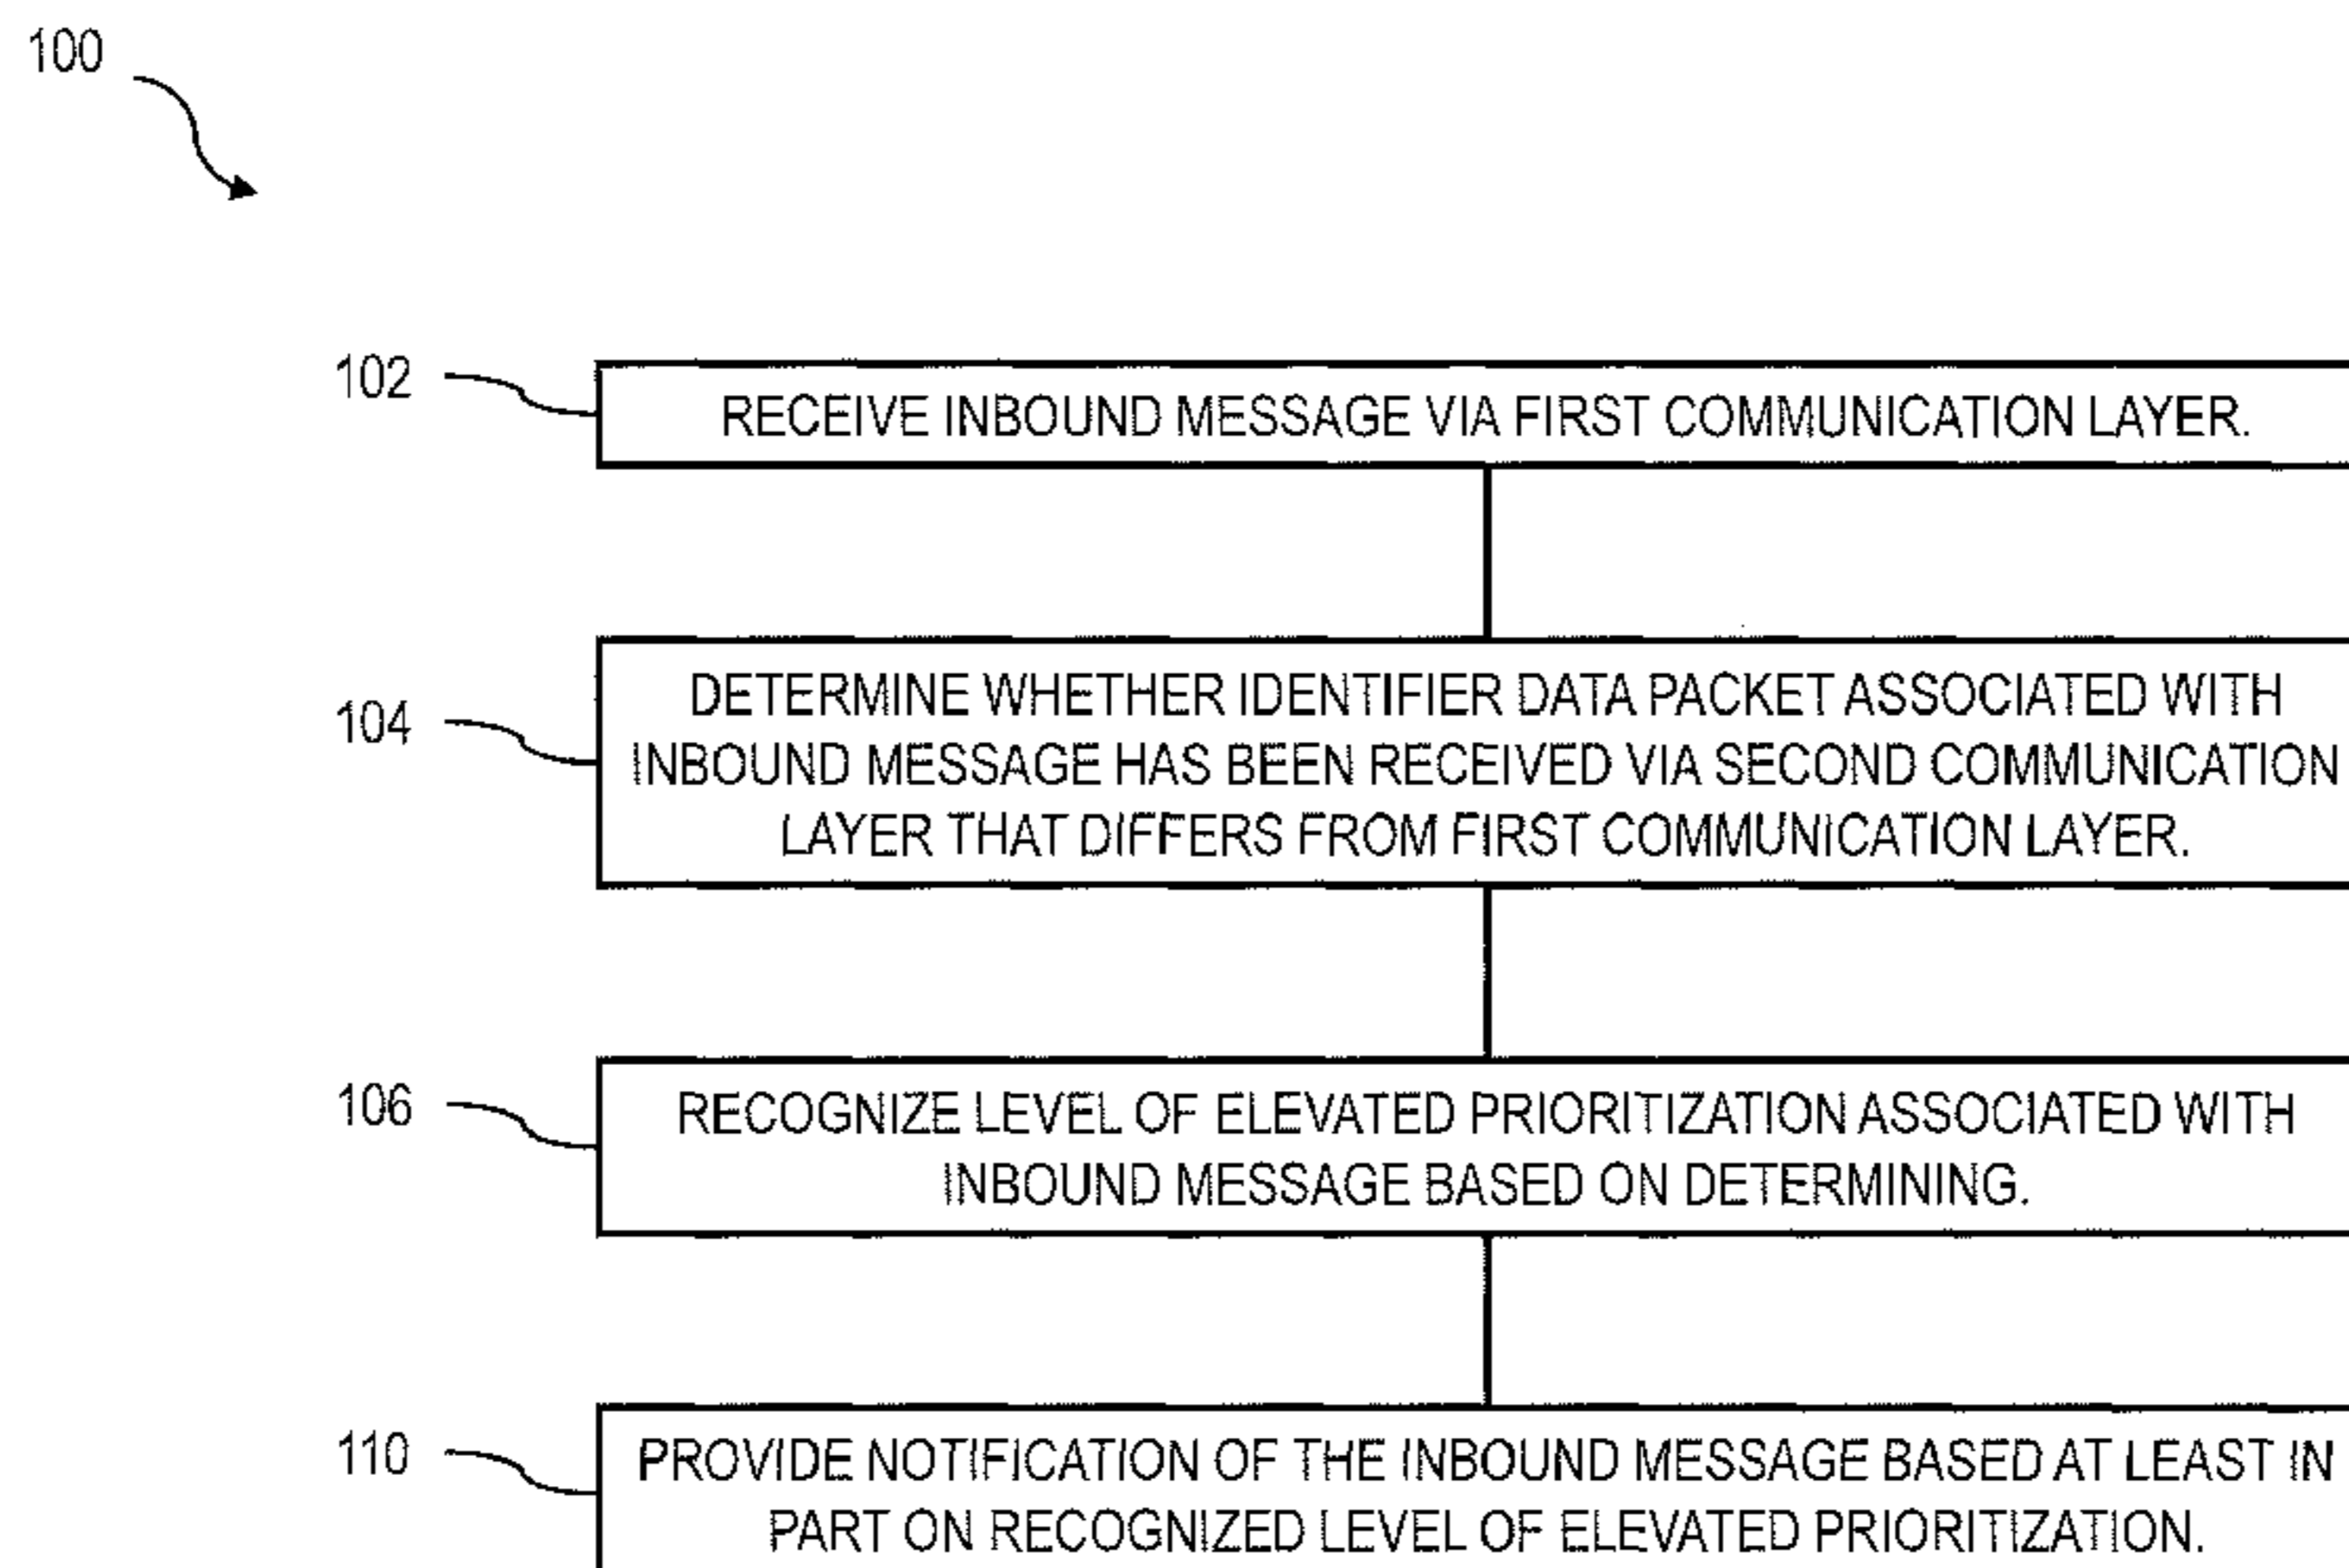 100
102
RECEIVE INBOUND MESSAGE VIA FIRST COMMUNICATION LAYER.
104
DETERMINE WHETHER IDENTIFIER DATA PACKET ASSOCIATED WITH
INBOUND MESSAGE HAS BEEN RECEIVED VIA SECOND COMMUNICATION
LAYER THAT DIFFERS FROM FIRST COMMUNICATION LAYER.
106
RECOGNIZE LEVEL OF ELEVATED PRIORITIZATION ASSOCIATED WITH
INBOUND MESSAGE BASED ON DETERMINING.
110
PROVIDE NOTIFICATION OF THE INBOUND MESSAGE BASED AT LEAST IN
PART ON RECOGNIZED LEVEL OF ELEVATED PRIORITIZATION.